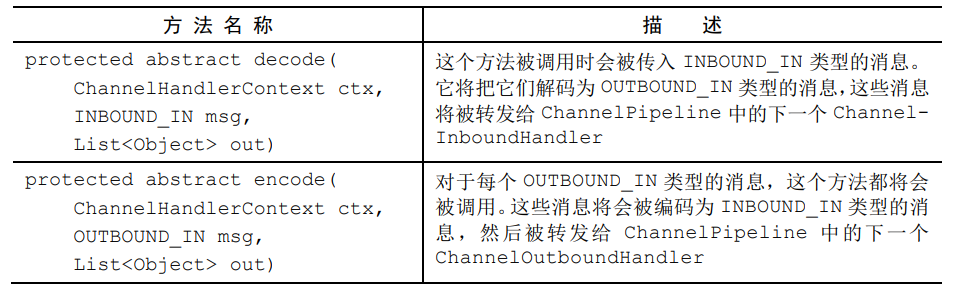 方法名称
描 述
protected abstract decode(
ChannelHandlerContext ctx,
INBOUND_IN msg,
List<Object> out)
这个方法被调用时会被传入 INBOUND_IN 类型的消息。
它将把它们解码为 OUTBOUND_IN 类型的消息,这些消息
将被转发给 ChannelPipeline 中的下一个 Channel-
InboundHandler
protected abstract encode(
ChannelHandlerContext ctx,
OUTBOUND_IN msg,
List<Object> out)
对于每个 OUTBOUND_IN 类型的消息，这个方法都将会
被调用。这些消息将会被编码为 INBOUND_IN 类型的消
息，然后被转发给 ChannelPipeline 中的下一个
ChannelOutboundHandler